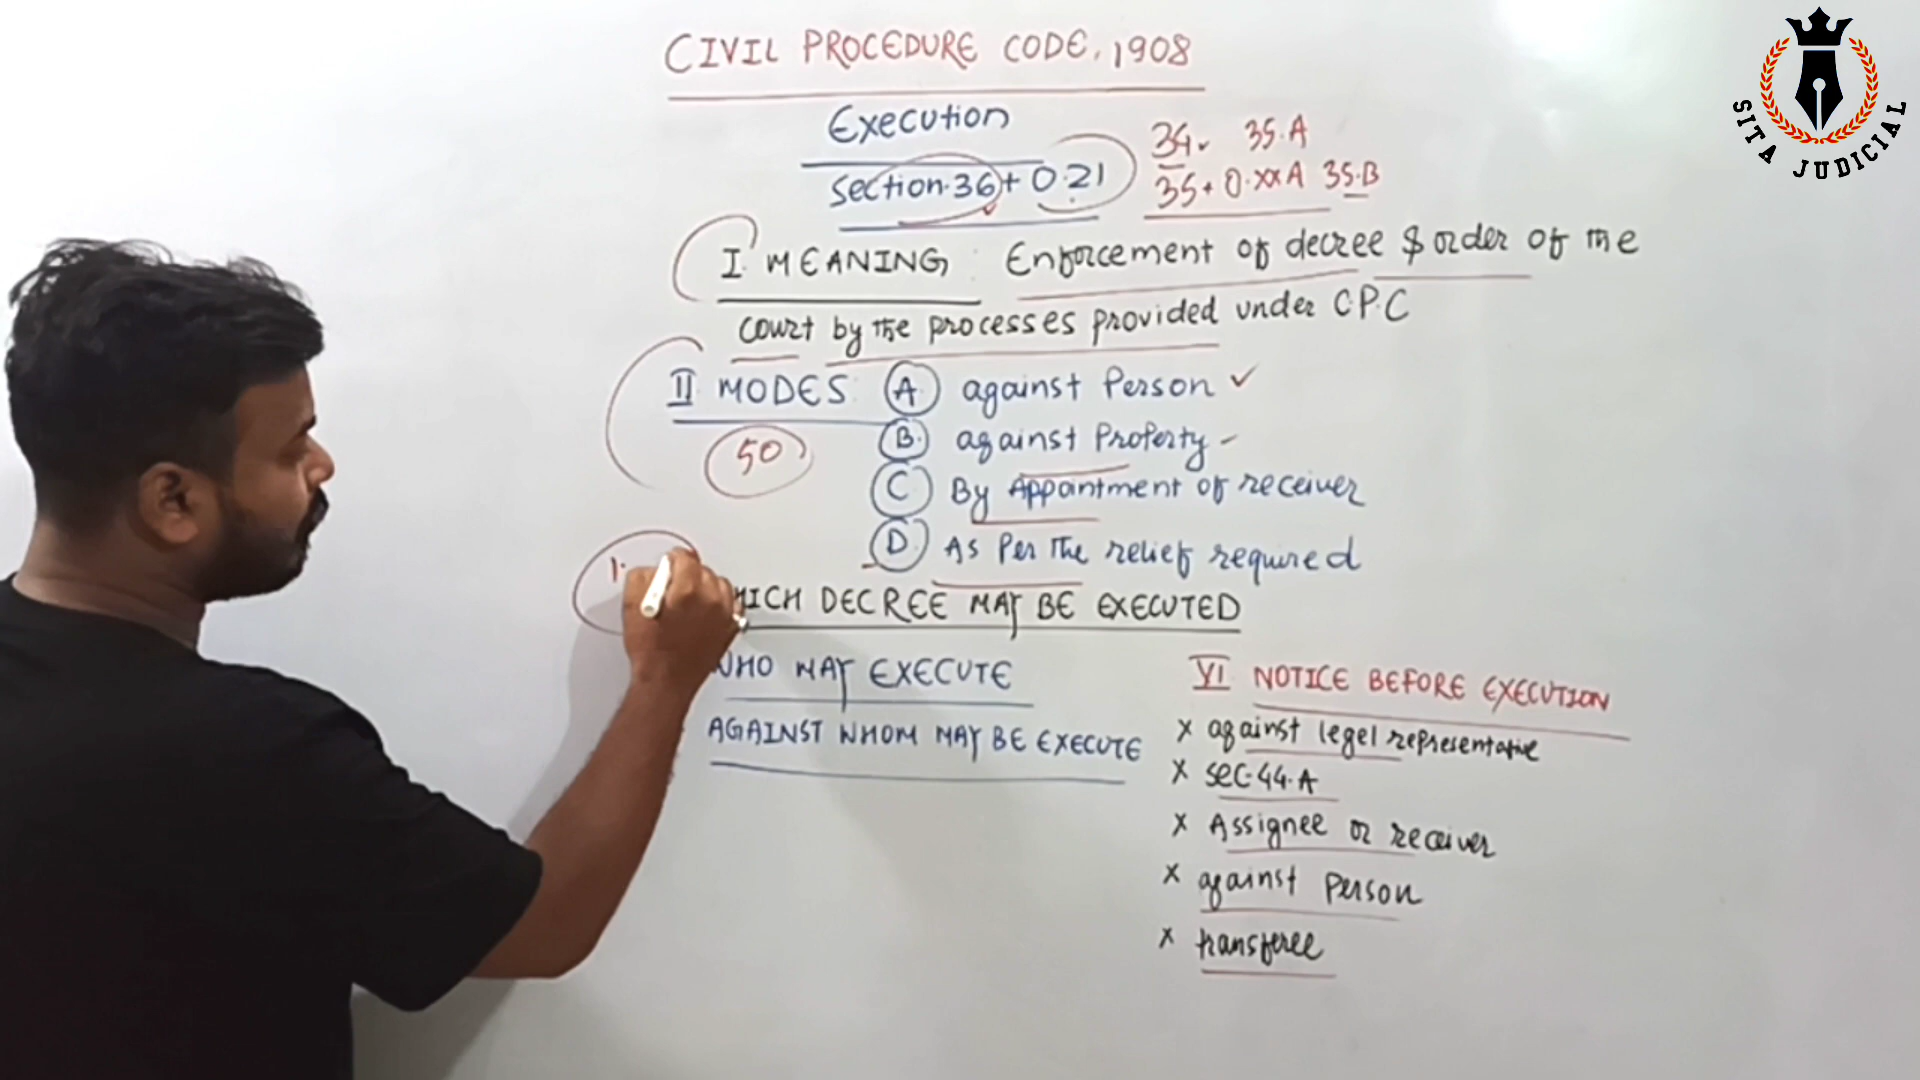 CIVIL PROCEDURE CODE, 1908
Execution
Section.36 + O.21
34. 35.A
35 + O.XXA 35.B
I. MEANING : Enforcement of decree & order of the
court by the processes provided under C.P.C
II MODES : A. against Person ✓
50
B. against Property -
C By Appointment of receiver
D. As Per The relief required
1.
HICH DECREE MAY BE EXECUTED
WHO MAY EXECUTE
AGAINST WHOM MAY BE EXECUTE
VI NOTICE BEFORE EXECUTION
x against legel representative
x Sec.44.A
x Assignee or receiver
x against Person
x transferee
SITA JUDICIAL